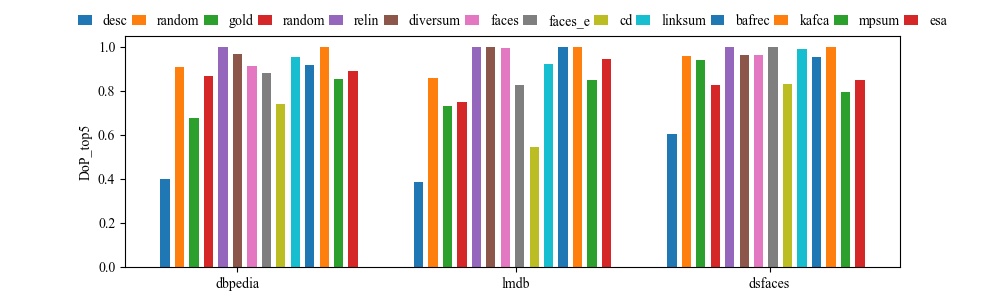 desc random gold random relin diversum faces faces_e cd linksum bafrec kafca mpsum esa
1.0
0.8
0.6
0.4
0.2
0.0
DoP_top5
dbpedia lmdb dsfaces